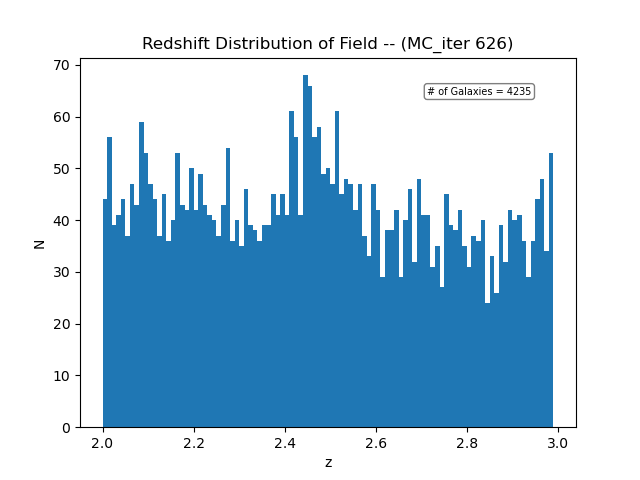 Redshift Distribution of Field -- (MC_iter 626)
# of Galaxies = 4235
70
60
50
40
30
20
10
0
N
2.0 2.2 2.4 2.6 2.8 3.0
z